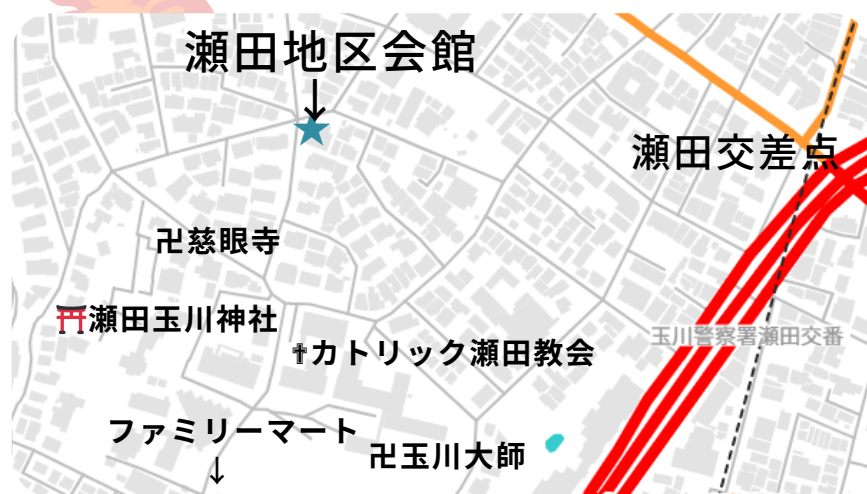 瀬田地区会館
↓
瀬田交差点
卍慈眼寺
⛩瀬田玉川神社
玉川警察署瀬田交番
✝カトリック瀬田教会
ファミリーマート
↓
卍玉川大師